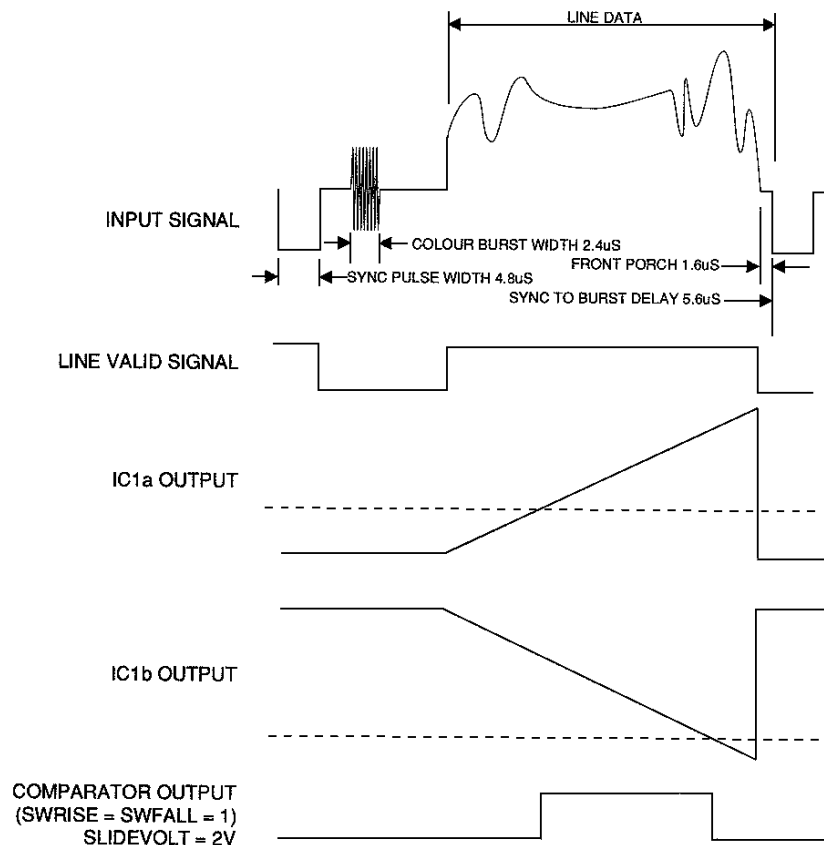 LINE DATA
INPUT SIGNAL
COLOUR BURST WIDTH 2.4uS
FRONT PORCH 1.6uS
SYNC PULSE WIDTH 4.8uS
SYNC TO BURST DELAY 5.6uS
LINE VALID SIGNAL
IC1a OUTPUT
IC1b OUTPUT
COMPARATOR OUTPUT
(SWRISE = SWFALL = 1)
SLIDEVOLT = 2V